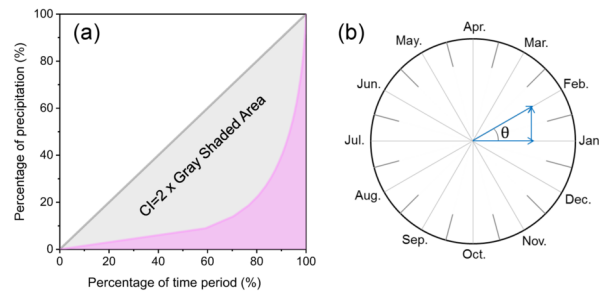 (a)
Percentage of precipitation (%)
100
80
60
40
20
0
CI=2 x Gray Shaded Area
0
20
40
60
80
100
Percentage of time period (%)
(b)
Apr.
May.
Mar.
Jun.
Feb.
Jul.
θ
Jan
Aug.
Dec.
Sep.
Nov.
Oct.